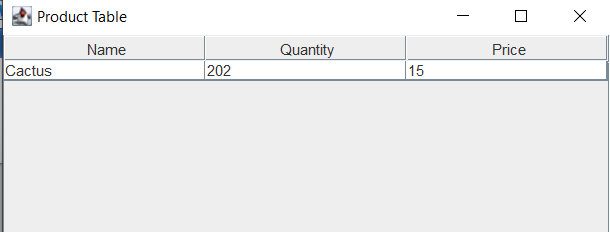 Product Table
Name Quantity Price
Cactus 202 15